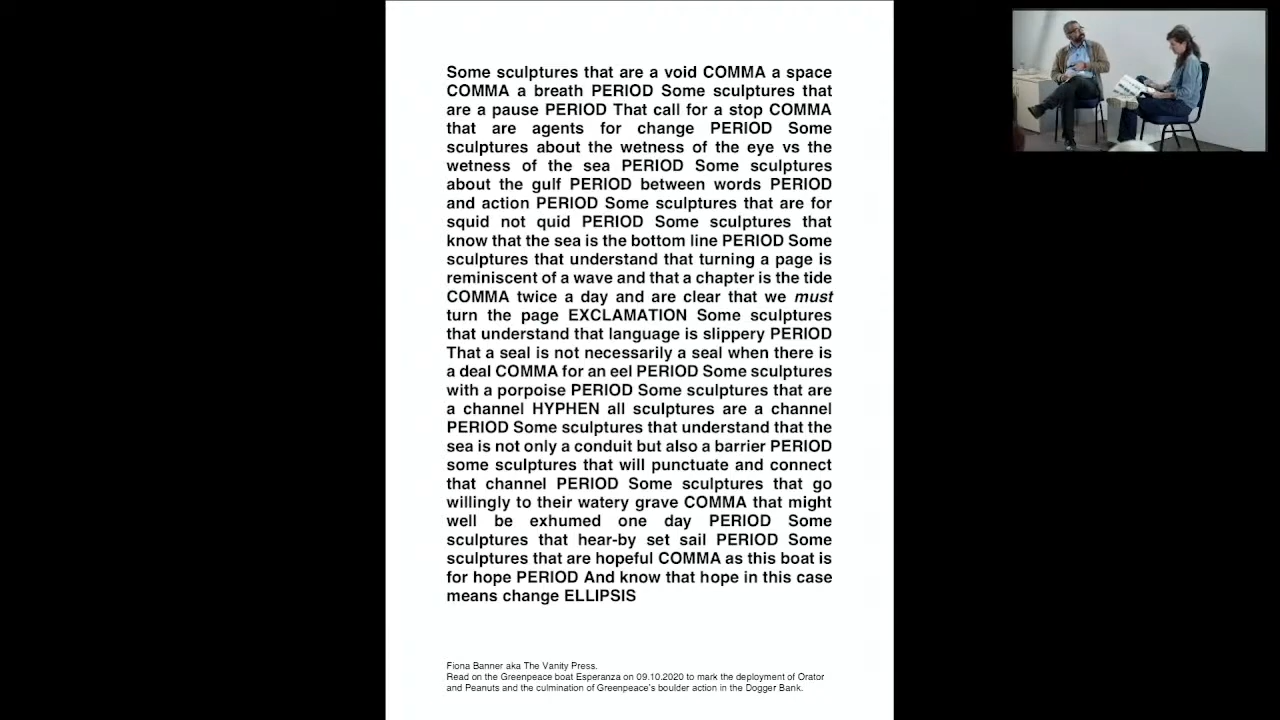 Some sculptures that are a void COMMA a space
COMMA a breath PERIOD Some sculptures that
are a pause PERIOD That call for a stop COMMA
that are agents for change PERIOD Some
sculptures about the wetness of the eye vs the
wetness of the sea PERIOD Some sculptures
about the gulf PERIOD between words PERIOD
and action PERIOD Some sculptures that are for
squid not quid PERIOD Some sculptures that
know that the sea is the bottom line PERIOD Some
sculptures that understand that turning a page is
reminiscent of a wave and that a chapter is the tide
COMMA twice a day and are clear that we must
turn the page EXCLAMATION Some sculptures
that understand that language is slippery PERIOD
That a seal is not necessarily a seal when there is
a deal COMMA for an eel PERIOD Some sculptures
with a porpoise PERIOD Some sculptures that are
a channel HYPHEN all sculptures are a channel
PERIOD Some sculptures that understand that the
sea is not only a conduit but also a barrier PERIOD
some sculptures that will punctuate and connect
that channel PERIOD Some sculptures that go
willingly to their watery grave COMMA that might
well be exhumed one day PERIOD Some
sculptures that hear-by set sail PERIOD Some
sculptures that are hopeful COMMA as this boat is
for hope PERIOD And know that hope in this case
means change ELLIPSIS
Fiona Banner aka The Vanity Press.
Read on the Greenpeace boat Esperanza on 09.10.2020 to mark the deployment of Orator
and Peanuts and the culmination of Greenpeace's boulder action in the Dogger Bank.